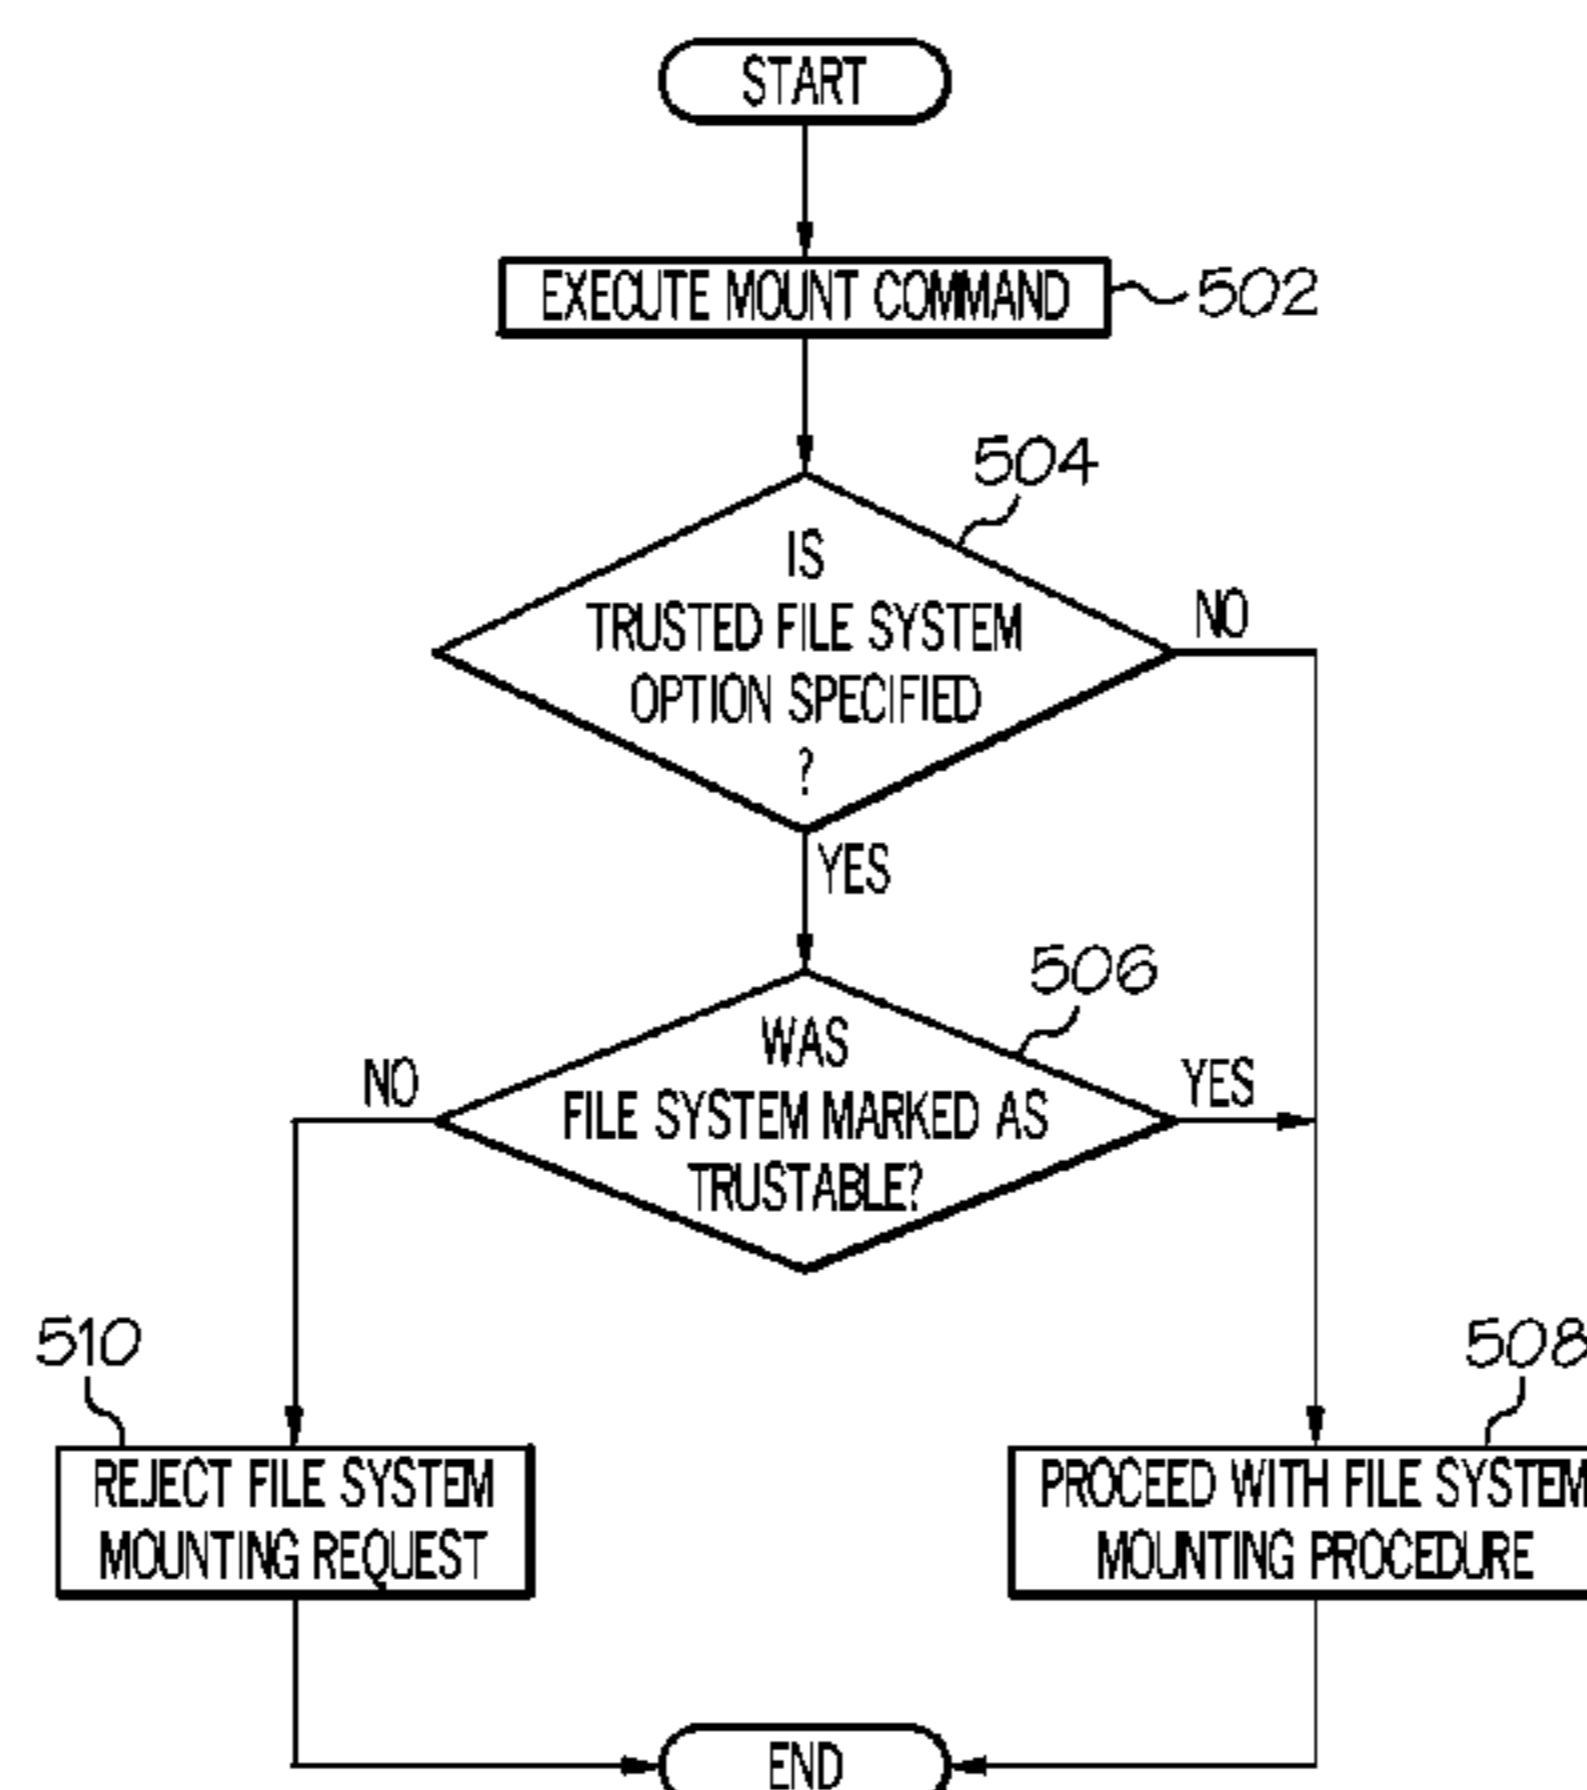 START
EXECUTE MOUNT COMMAND
502
504
IS
TRUSTED FILE SYSTEM
OPTION SPECIFIED
?
NO
YES
506
WAS
FILE SYSTEM MARKED AS
TRUSTABLE?
NO
YES
510
508
REJECT FILE SYSTEM
MOUNTING REQUEST
PROCEED WITH FILE SYSTEM
MOUNTING PROCEDURE
END